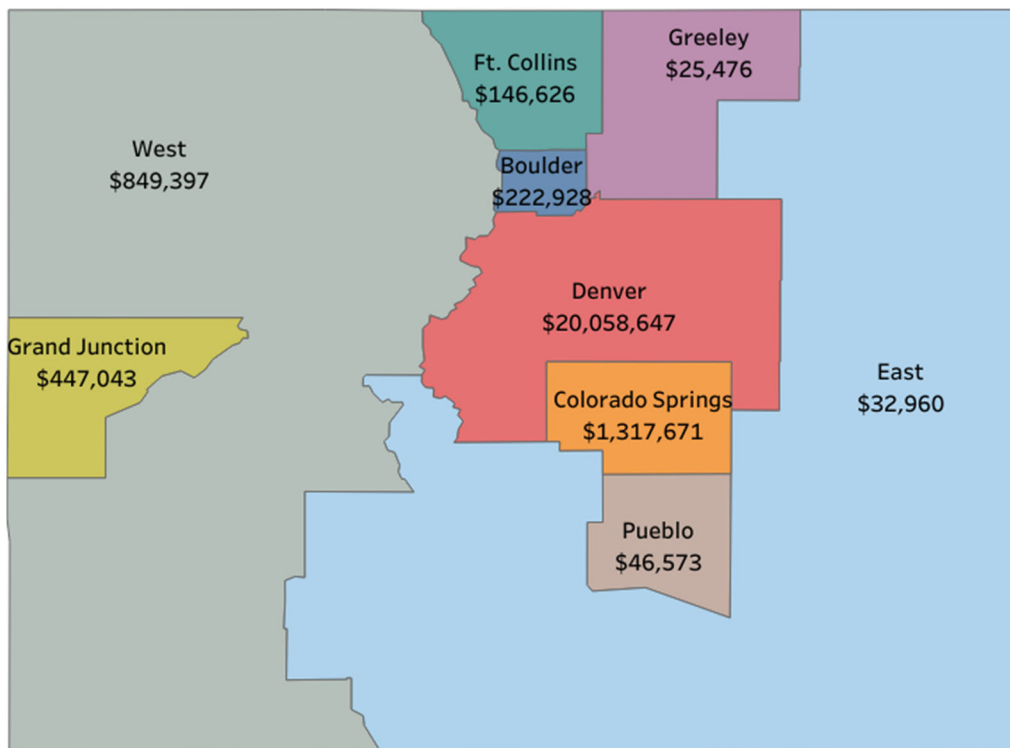 Ft. Collins
$146,626
Greeley
$25,476
West
$849,397
Boulder
$222,928
Denver
$20,058,647
Grand Junction
$447,043
East
$32,960
Colorado Springs
$1,317,671
Pueblo
$46,573